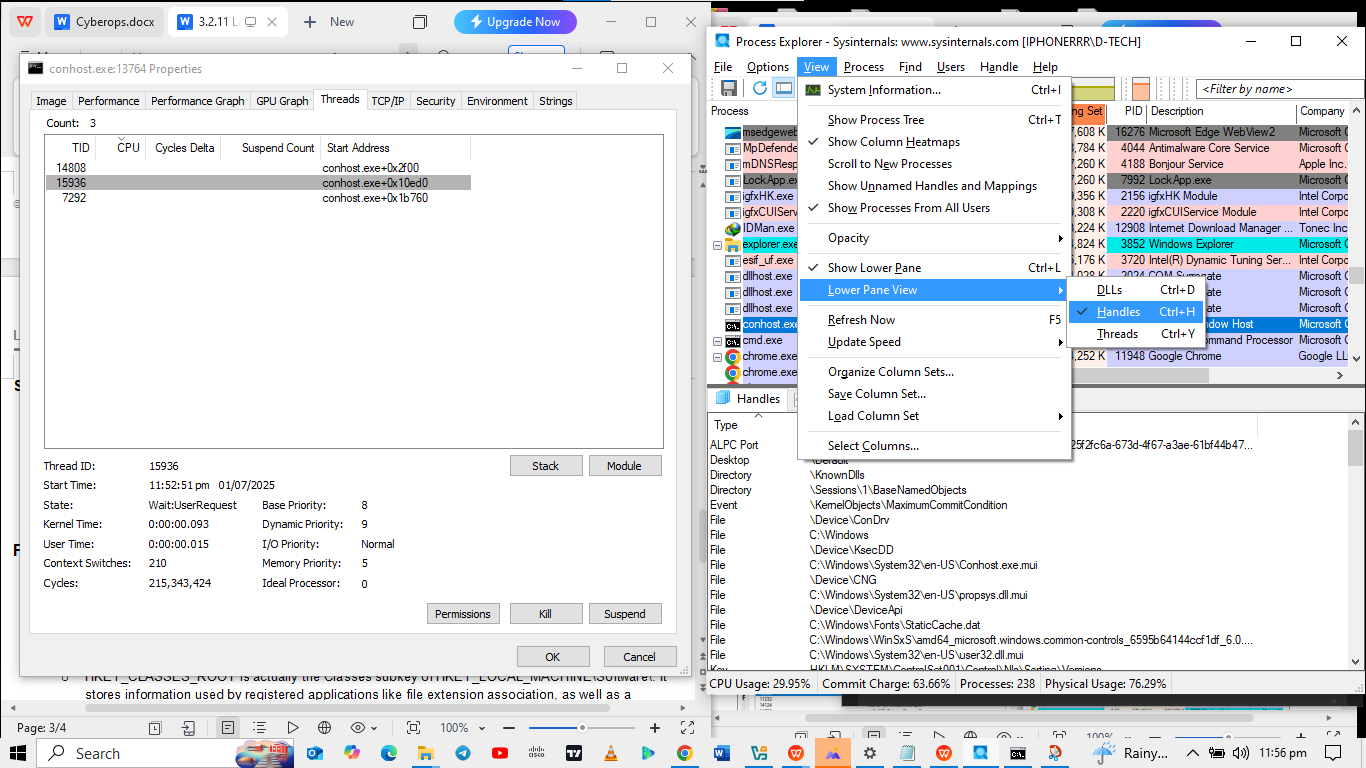 Cyberops.docx
3.2.11 L
New
Upgrade Now
conhost.exe:13764 Properties
Image
Performance
Performance Graph
GPU Graph
Threads
TCP/IP
Security
Environment
Strings
Count: 3
TID CPU Cycles Delta Suspend Count Start Address
14808 conhost.exe+0x2f00
15936 conhost.exe+0x10ed0
7292 conhost.exe+0x1b760
Thread ID: 15936
Stack
Module
Start Time: 11:52:51 pm 01/07/2025
State: Wait:UserRequest Base Priority: 8
Kernel Time: 0:00:00.093 Dynamic Priority: 9
User Time: 0:00:00.015 I/O Priority: Normal
Context Switches: 210 Memory Priority: 5
Cycles: 215,343,424 Ideal Processor: 0
Permissions
Kill
Suspend
OK
Cancel
HKEY_CLASSES_ROOT is actually the Classes subkey of HKEY_LOCAL_MACHINE\Software\. It
stores information used by registered applications like file extension association, as well as a
Page: 3/4
100%
Process Explorer - Sysinternals: www.sysinternals.com [IPHONERRR\D-TECH]
File Options View Process Find Users Handle Help
<Filter by name>
System Information... Ctrl+I
Show Process Tree Ctrl+T
Show Column Heatmaps
Scroll to New Processes
Show Unnamed Handles and Mappings
Show Processes From All Users
Opacity
Show Lower Pane Ctrl+L
Lower Pane View
Refresh Now F5
Update Speed
Organize Column Sets...
Save Column Set...
Load Column Set
Select Columns...
DLLs Ctrl+D
Handles Ctrl+H
Threads Ctrl+Y
Process
ng Set PID Description Company
msedgeweb 7,608 K 16276 Microsoft Edge WebView2 Microsoft C
MpDefende 3,784 K 4044 Antimalware Core Service Microsoft C
mDNSResp 7,260 K 4188 Bonjour Service Apple Inc.
LockApp.exe 7,260 K 7992 LockApp.exe Microsoft C
igfxHK.exe 0,356 K 2156 igfxHK Module Intel Corpo
igfxCUIServ 0,308 K 2220 igfxCUIService Module Intel Corpo
IDMan.exe 3,224 K 12908 Internet Download Manager ... Tonec Inc
explorer.exe 4,824 K 3852 Windows Explorer Microsoft C
esif_uf.exe 5,176 K 3720 Intel(R) Dynamic Tuning Ser... Intel Corpo
dllhost.exe ,028 K 2024 COM Surrogate Microsoft C
dllhost.exe ate Microsoft C
dllhost.exe ate Microsoft C
conhost.exe ndow Host Microsoft C
cmd.exe ommand Processor Microsoft C
chrome.exe 4,252 K 11948 Google Chrome Google LL
chrome.exe
Handles
Type
ALPC Port 25f2fc6a-673d-4f67-a3ae-61bf44b47...
Desktop \Default
Directory \KnownDlls
Directory \Sessions\1\BaseNamedObjects
Event \KernelObjects\MaximumCommitCondition
File \Device\ConDrv
File C:\Windows
File \Device\KsecDD
File C:\Windows\System32\en-US\Conhost.exe.mui
File \Device\CNG
File C:\Windows\System32\en-US\propsys.dll.mui
File \Device\DeviceApi
File C:\Windows\Fonts\StaticCache.dat
File C:\Windows\WinSxS\amd64_microsoft.windows.common-controls_6595b64144ccf1df_6.0....
File C:\Windows\System32\en-US\user32.dll.mui
Key HKLM\SYSTEM\ControlSet001\Control\Nls\Sorting\Versions
CPU Usage: 29.95% Commit Charge: 63.66% Processes: 238 Physical Usage: 76.29%
100%
Search
Rainy...
11:56 pm